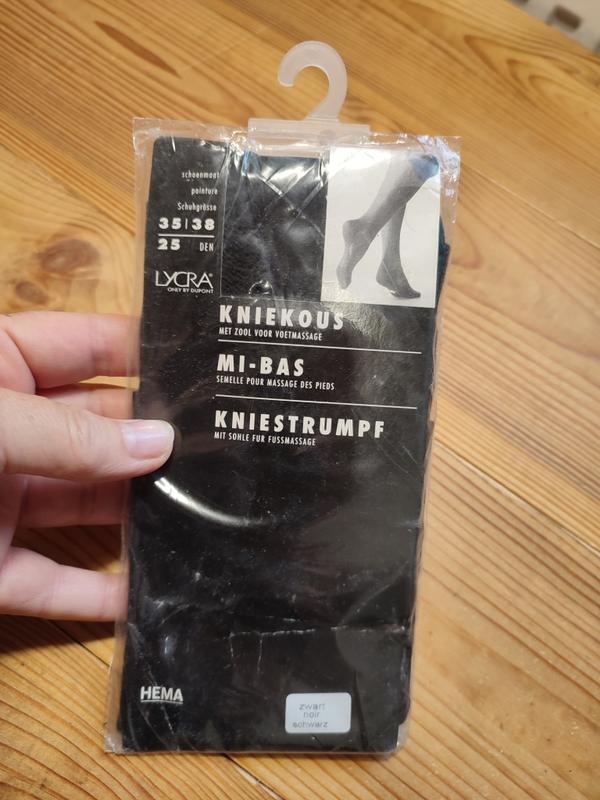 schoenmaat
pointure
Schuhgrösse
35|38
25 DEN
LYCRA®
ONLY BY DUPONT
KNIEKOUS
MET ZOOL VOOR VOETMASSAGE
MI-BAS
SEMELLE POUR MASSAGE DES PIEDS
KNIESTRUMPF
MIT SOHLE FUR FUSSMASSAGE
HEMA
zwart
noir
schwarz